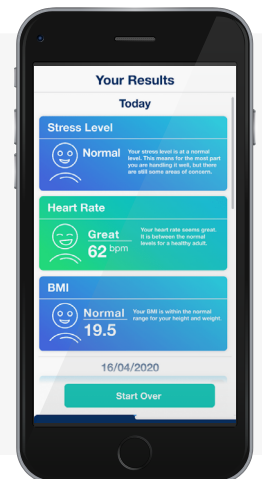 Your Results
Today
Stress Level
Normal
Your stress level is at a normal
level. This means for the most part
you are handling it well, but there
are still some areas of concern.
Heart Rate
Great
62 bpm
Your heart rate seems great.
It is between the normal
levels for a healthy adult.
BMI
Normal
19.5
Your BMI is within the normal
range for your height and weight.
16/04/2020
Start Over